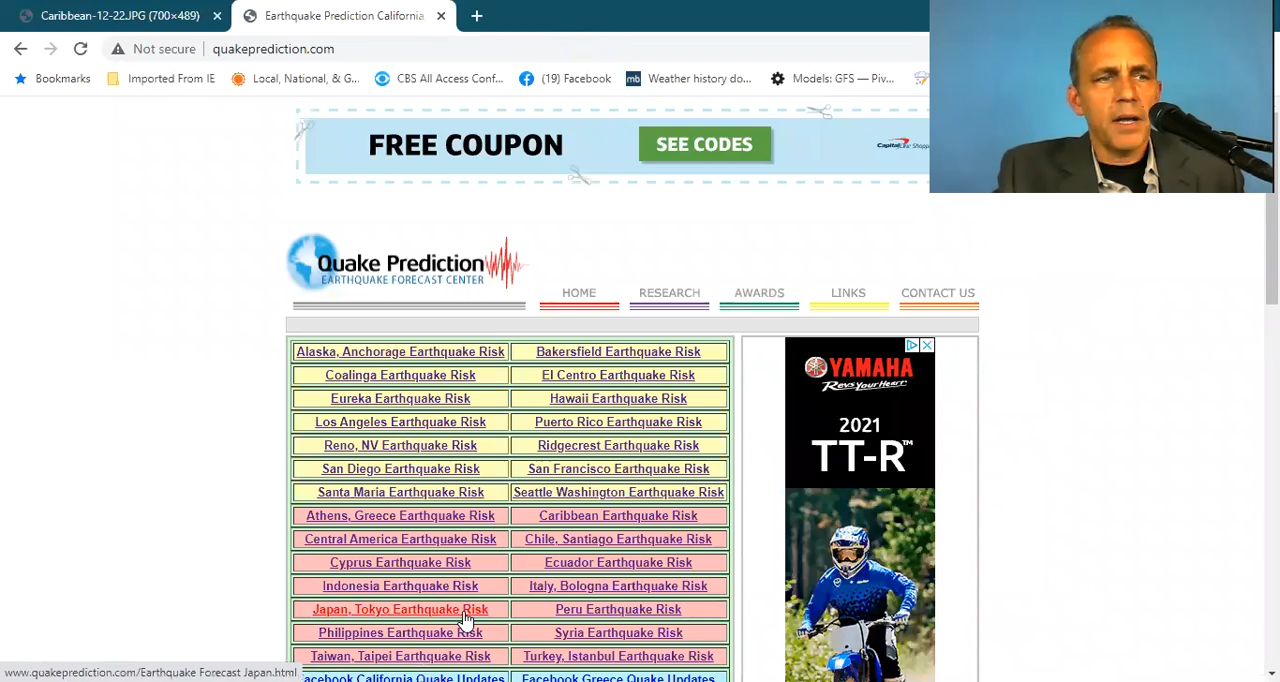 Caribbean-12-22.JPG (700×489)
Earthquake Prediction California,
Not secure
quakeprediction.com
Bookmarks
Imported From IE
Local, National, & G...
CBS All Access Conf...
(19) Facebook
mb
Weather history do...
Models: GFS — Piv...
FREE COUPON
SEE CODES
Quake Prediction
EARTHQUAKE FORECAST CENTER
HOME
RESEARCH
AWARDS
LINKS
CONTACT US
Alaska, Anchorage Earthquake Risk
Bakersfield Earthquake Risk
Coalinga Earthquake Risk
El Centro Earthquake Risk
Eureka Earthquake Risk
Hawaii Earthquake Risk
Los Angeles Earthquake Risk
Puerto Rico Earthquake Risk
Reno, NV Earthquake Risk
Ridgecrest Earthquake Risk
San Diego Earthquake Risk
San Francisco Earthquake Risk
Santa Maria Earthquake Risk
Seattle Washington Earthquake Risk
Athens, Greece Earthquake Risk
Caribbean Earthquake Risk
Central America Earthquake Risk
Chile, Santiago Earthquake Risk
Cyprus Earthquake Risk
Ecuador Earthquake Risk
Indonesia Earthquake Risk
Italy, Bologna Earthquake Risk
Japan, Tokyo Earthquake Risk
Peru Earthquake Risk
Philippines Earthquake Risk
Syria Earthquake Risk
Taiwan, Taipei Earthquake Risk
Turkey, Istanbul Earthquake Risk
acebook California Quake Updates
Facebook Greece Quake Updates
YAMAHA
Revs Your Heart
2021
TT-R™
www.quakeprediction.com/Earthquake Forecast Japan.html